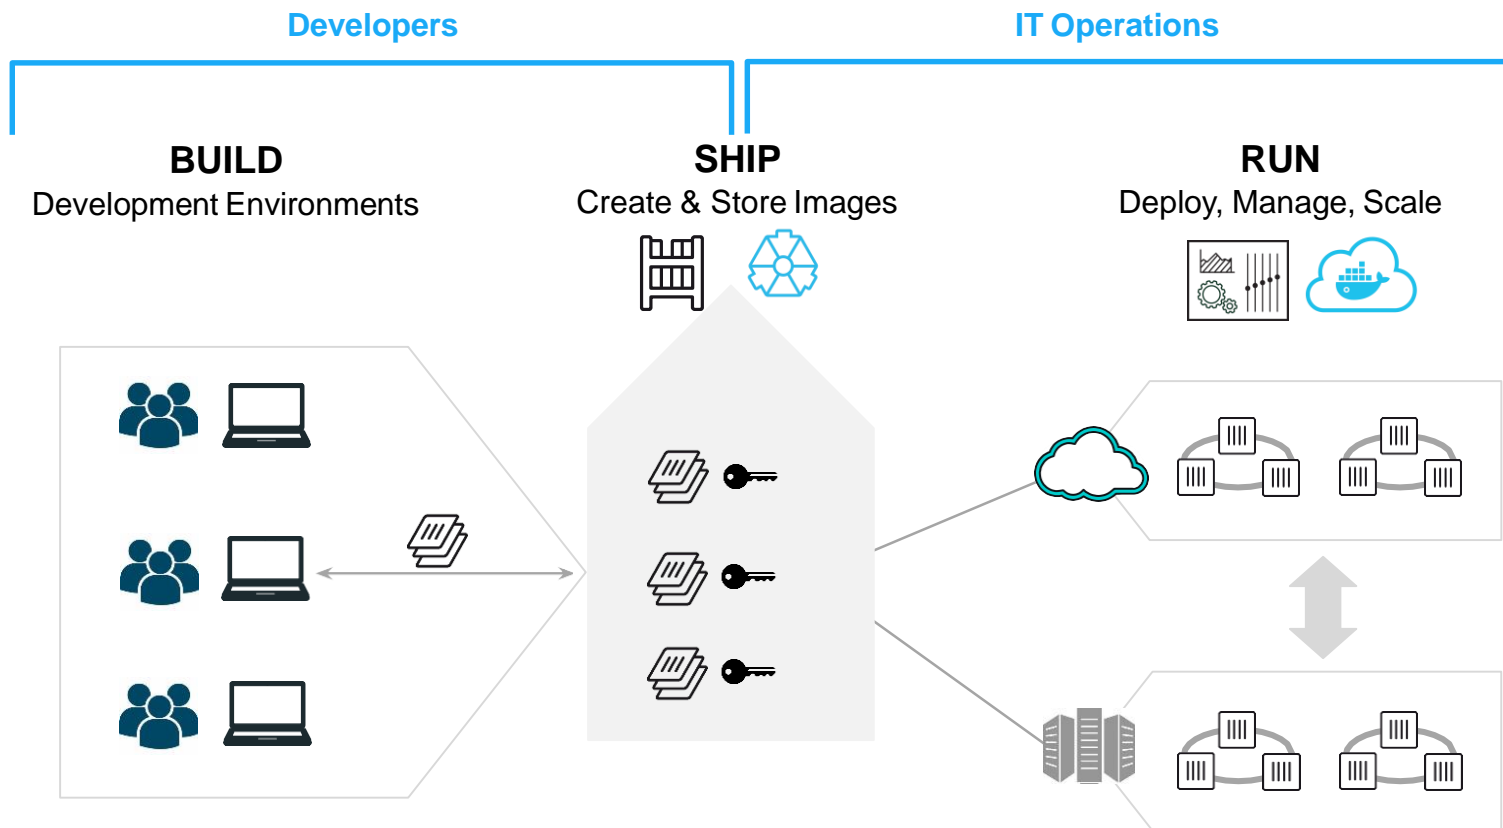 Developers
IT Operations
BUILD
Development Environments
SHIP
Create & Store Images
RUN
Deploy, Manage, Scale